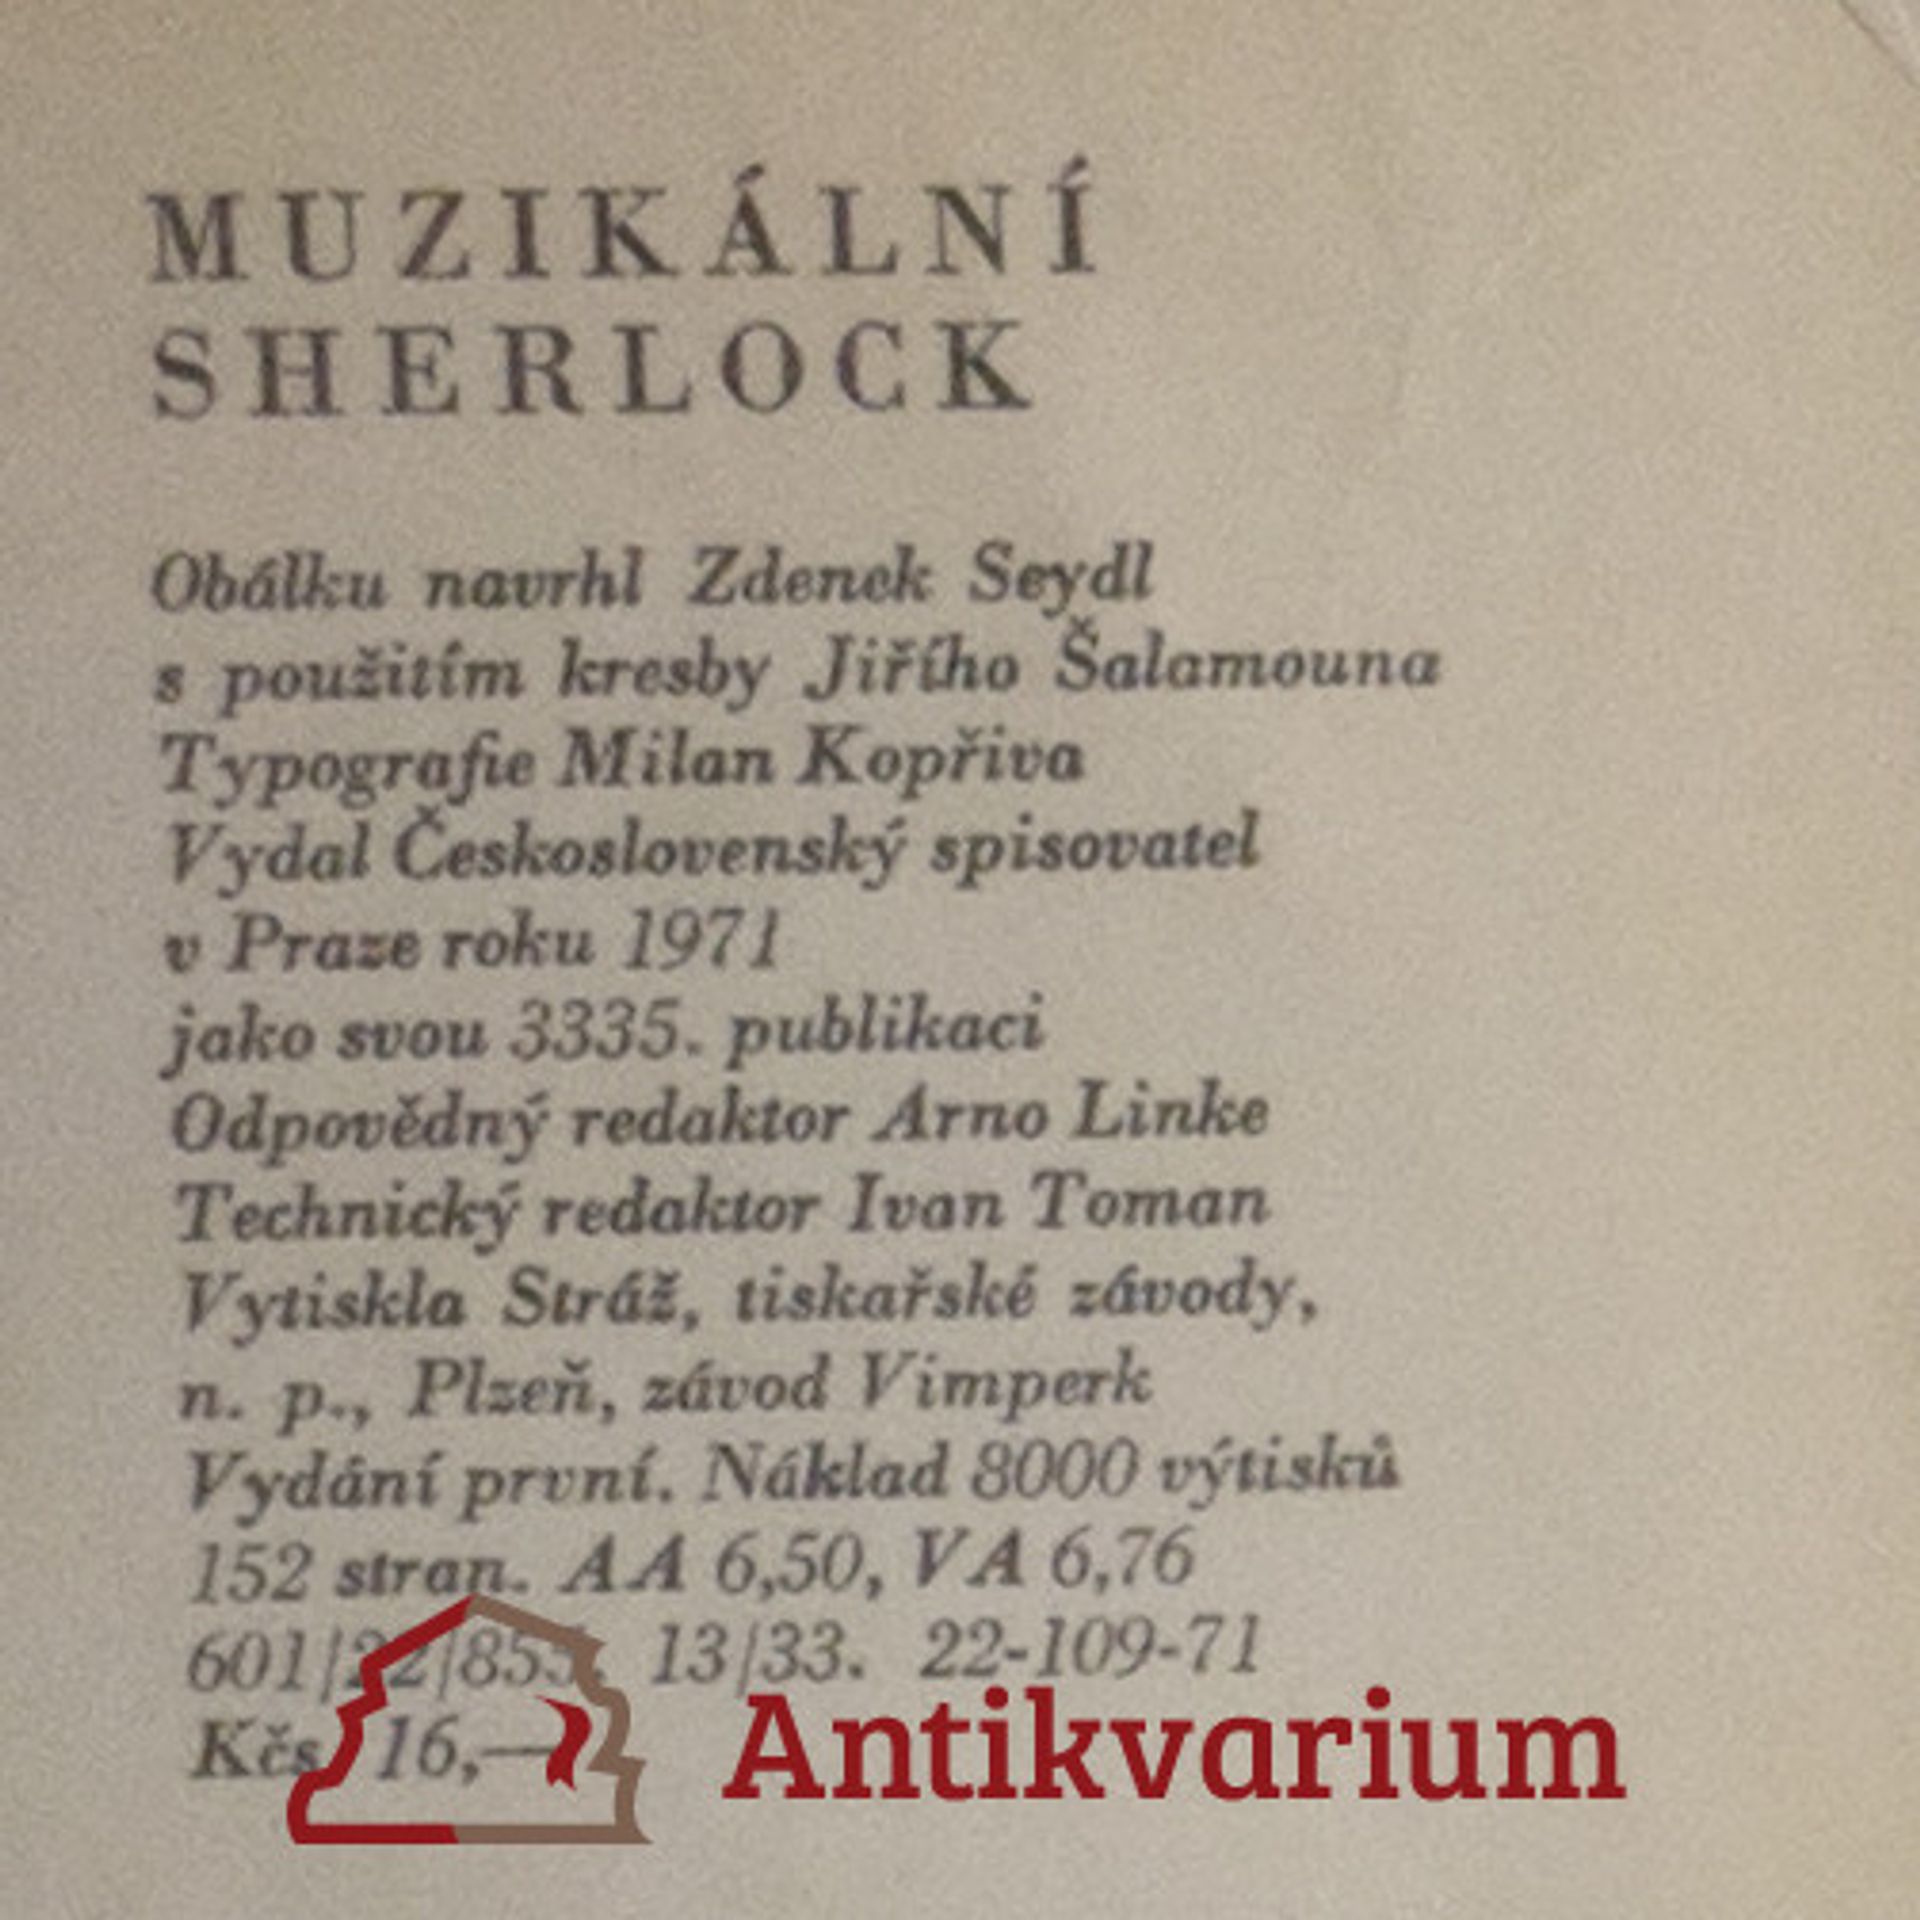 MUZIKÁLNÍ
SHERLOCK
Obálku navrhl Zdenek Seydl
s použitím kresby Jiřího Šalamouna
Typografie Milan Kopřiva
Vydal Československý spisovatel
v Praze roku 1971
jako svou 3335. publikaci
Odpovědný redaktor Arno Linke
Technický redaktor Ivan Toman
Vytiskla Stráž, tiskařské závody,
n. p., Plzeň, závod Vimperk
Vydání první. Náklad 8000 výtisků
152 stran. AA 6,50, VA 6,76
13/33. 22-109-71
Kčs 16,—
Antikvarium